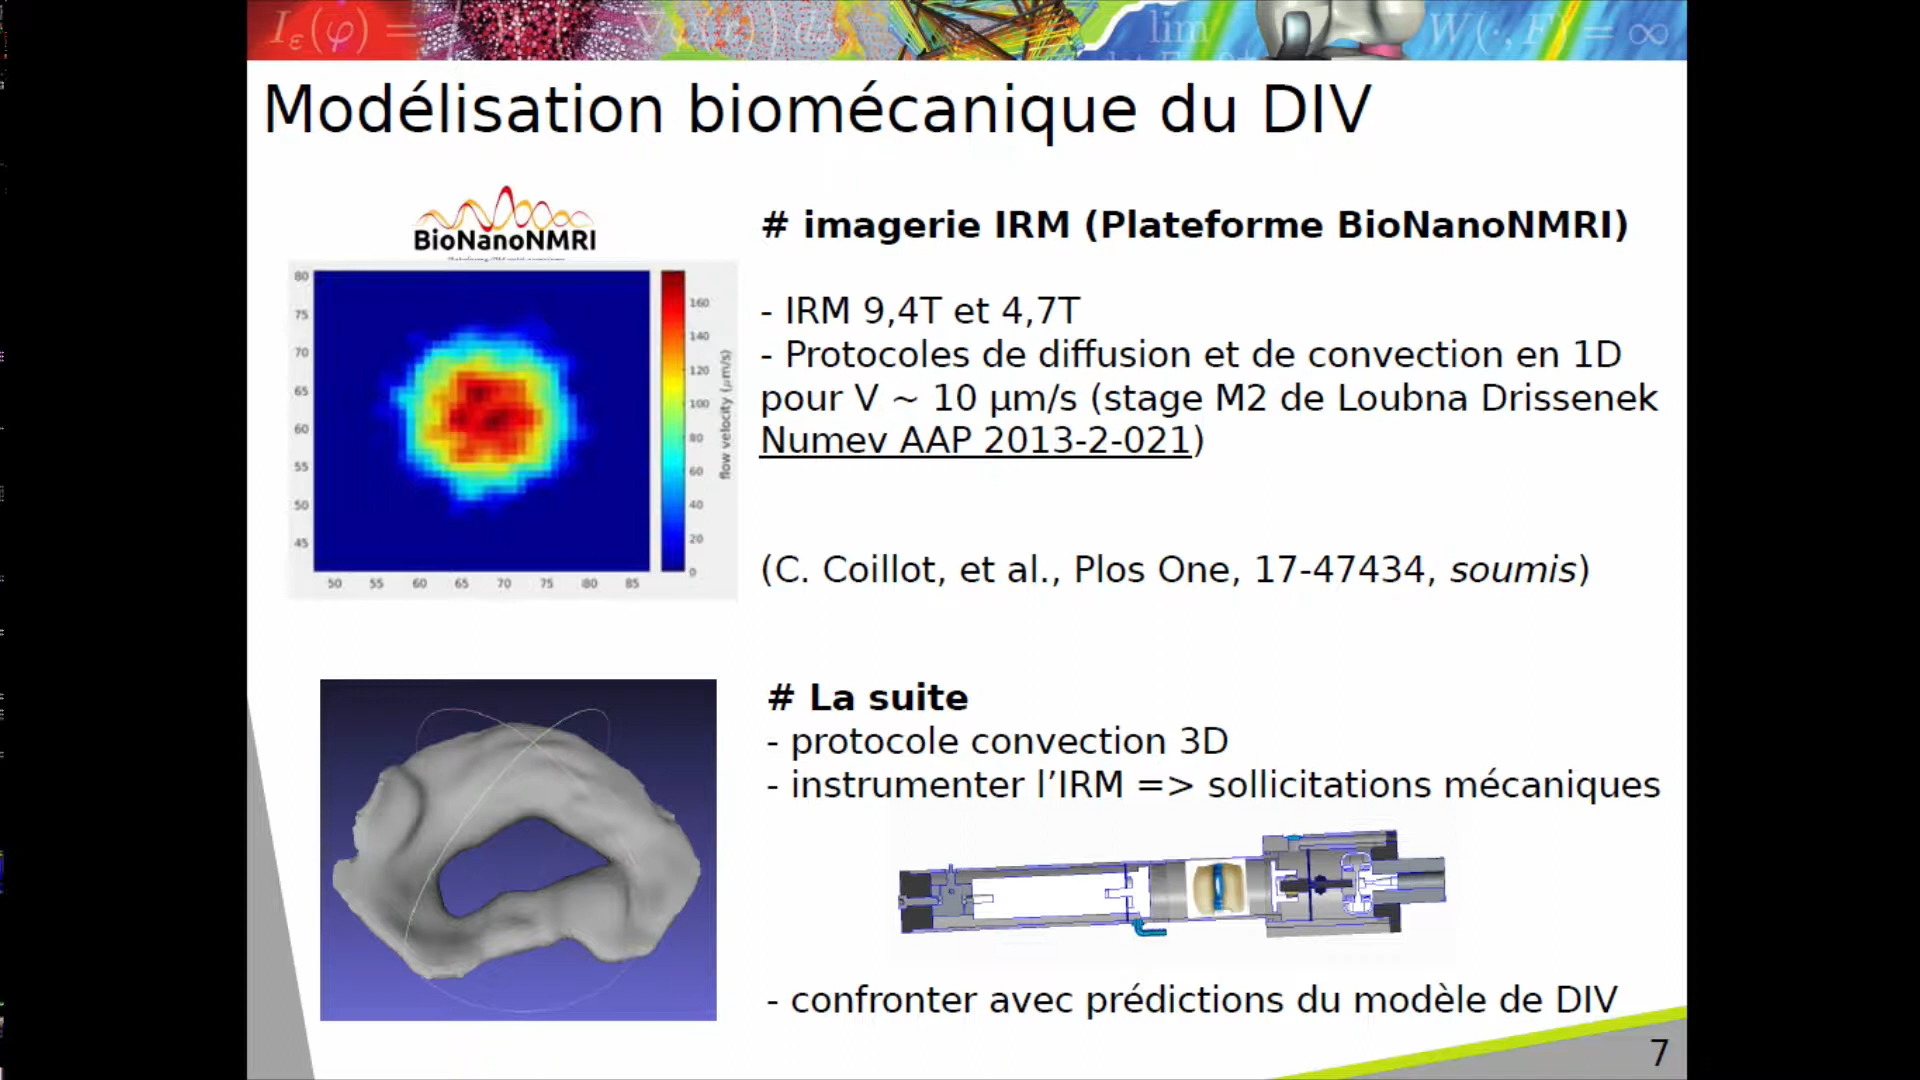 Iε(φ) =
lim
W(·, F) = ∞
Modélisation biomécanique du DIV
BioNanoNMRI
# imagerie IRM (Plateforme BioNanoNMRI)
- IRM 9,4T et 4,7T
- Protocoles de diffusion et de convection en 1D
pour V ~ 10 μm/s (stage M2 de Loubna Drissenek
Numev AAP 2013-2-021)
(C. Coillot, et al., Plos One, 17-47434, soumis)
80
75
70
65
60
55
50
45
50 55 60 65 70 75 80 85
160
140
120
100
80
60
40
20
0
flow velocity (μm/s)
# La suite
- protocole convection 3D
- instrumenter l’IRM => sollicitations mécaniques
- confronter avec prédictions du modèle de DIV
7